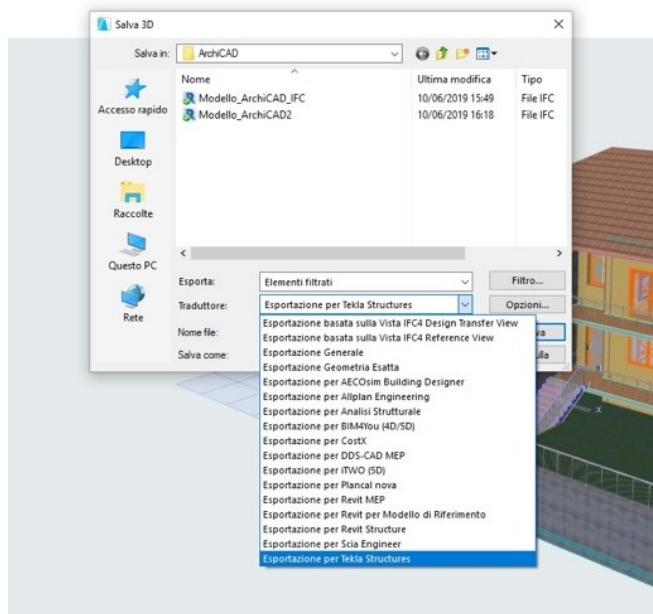 Salva 3D
Salva in:
ArchiCAD
Nome
Ultima modifica
Tipo
Modello_ArchiCAD_IFC
10/06/2019 15:49
File IFC
Modello_ArchiCAD2
10/06/2019 16:18
File IFC
Accesso rapido
Desktop
Raccolte
Questo PC
Rete
Esporta:
Elementi filtrati
Filtro...
Traduttore:
Esportazione per Tekla Structures
Opzioni...
Nome file:
Salva come:
Esportazione basata sulla Vista IFC4 Design Transfer View
Esportazione basata sulla Vista IFC4 Reference View
Esportazione Generale
Esportazione Geometria Esatta
Esportazione per AECOsim Building Designer
Esportazione per Allplan Engineering
Esportazione per Analisi Strutturale
Esportazione per BIM4You (4D/5D)
Esportazione per CostX
Esportazione per DDS-CAD MEP
Esportazione per iTWO (5D)
Esportazione per Plancal nova
Esportazione per Revit MEP
Esportazione per Revit per Modello di Riferimento
Esportazione per Revit Structure
Esportazione per Scia Engineer
Esportazione per Tekla Structures